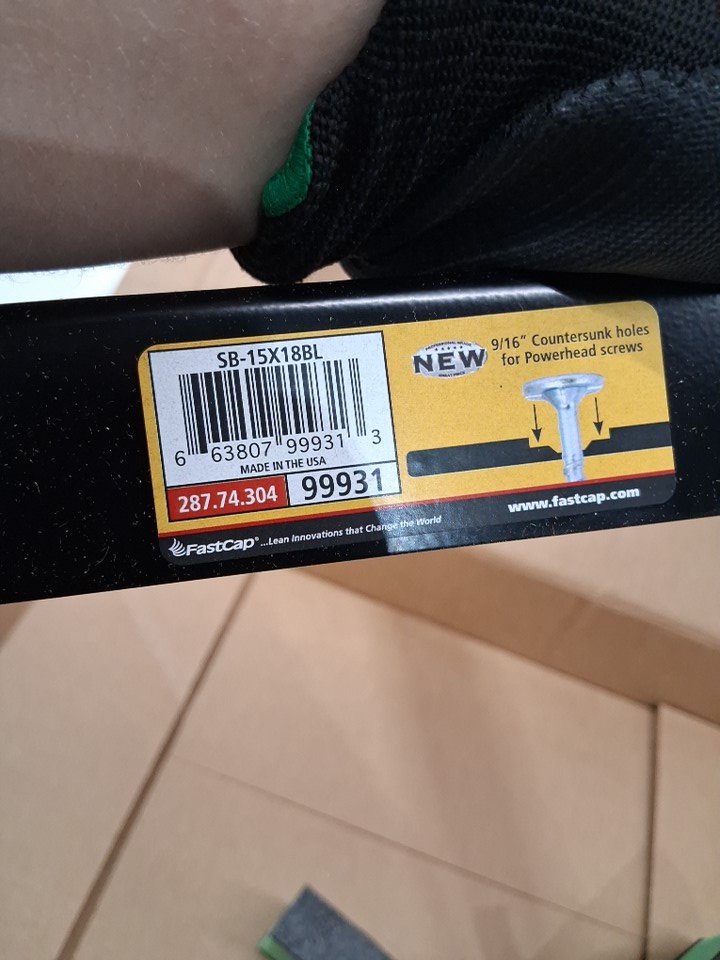 SB-15X18BL
6 63807 99931 3
MADE IN THE USA
287.74.304 99931
FastCap® ...Lean Innovations that Change the World
NEW
9/16" Countersunk holes
for Powerhead screws
www.fastcap.com